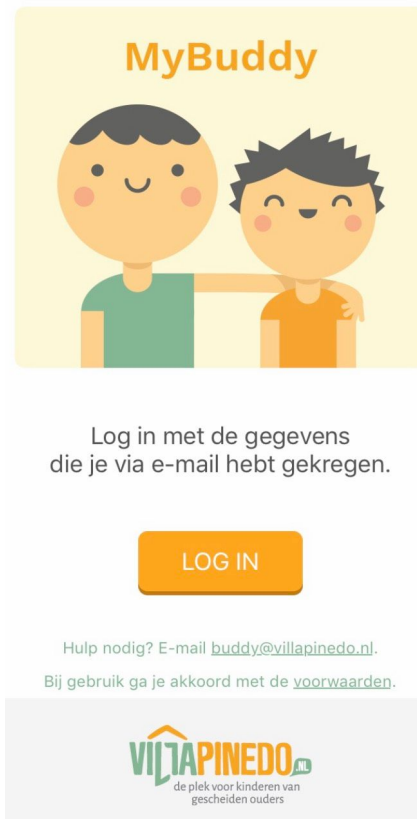 MyBuddy
Log in met de gegevens
die je via e-mail hebt gekregen.
LOG IN
Hulp nodig? E-mail buddy@villapinedo.nl.
Bij gebruik ga je akkoord met de voorwaarden.
VILLAPINEDO.NL
de plek voor kinderen van
gescheiden ouders